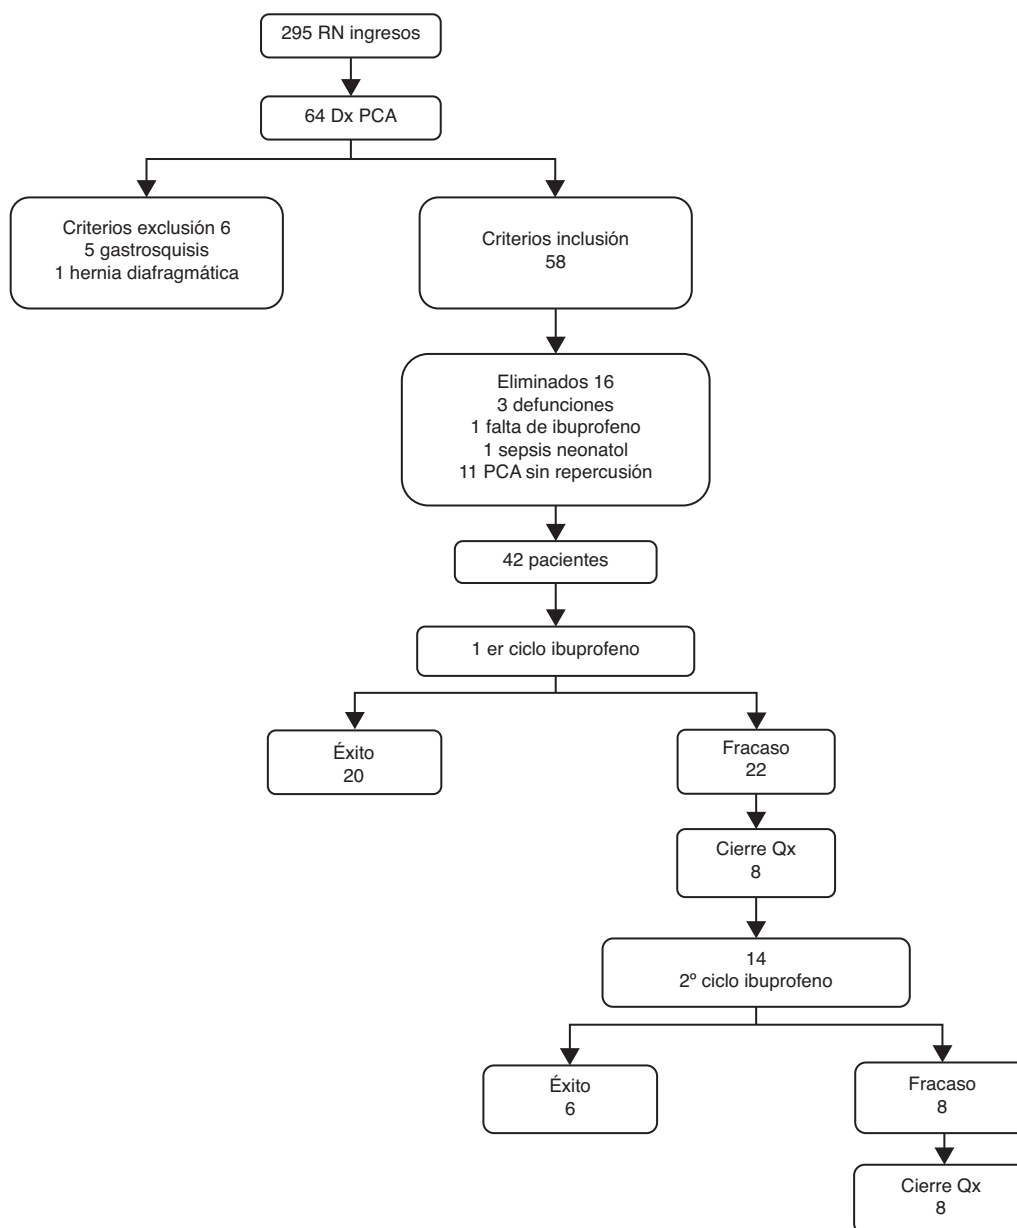 295 RN ingresos
64 Dx PCA
Criterios exclusión 6
5 gastrosquisis
1 hernia diafragmática
Criterios inclusión
58
Eliminados 16
3 defunciones
1 falta de ibuprofeno
1 sepsis neonatol
11 PCA sin repercusión
42 pacientes
1 er ciclo ibuprofeno
Éxito
20
Fracaso
22
Cierre Qx
8
14
2º ciclo ibuprofeno
Éxito
6
Fracaso
8
Cierre Qx
8